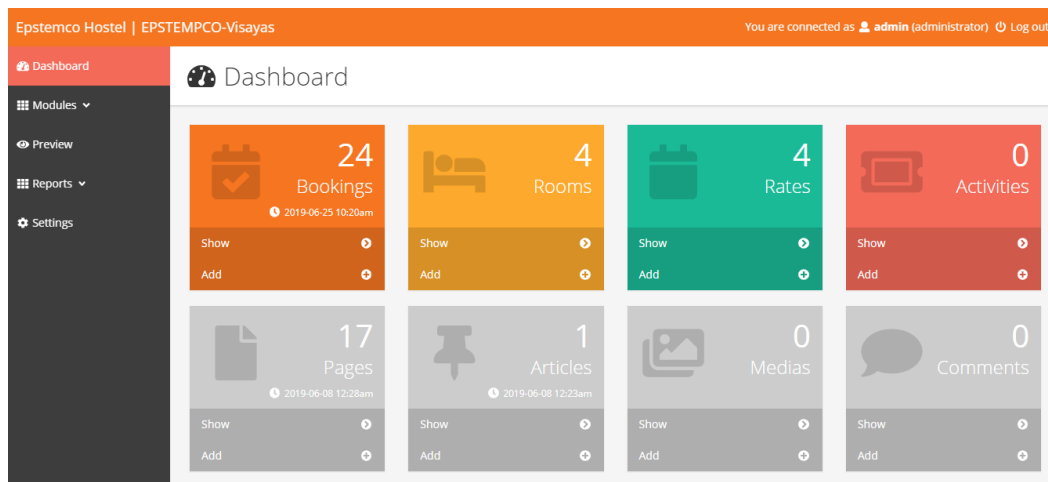 Epstemco Hostel | EPSTEMPCO-Visayas
You are connected as admin (administrator) Log out
Dashboard
Modules
Preview
Reports
Settings
Dashboard
24
Bookings
2019-06-25 10:20am
Show
Add
4
Rooms
Show
Add
4
Rates
Show
Add
0
Activities
Show
Add
17
Pages
2019-06-08 12:28am
Show
Add
1
Articles
2019-06-08 12:23am
Show
Add
0
Medias
Show
Add
0
Comments
Show
Add